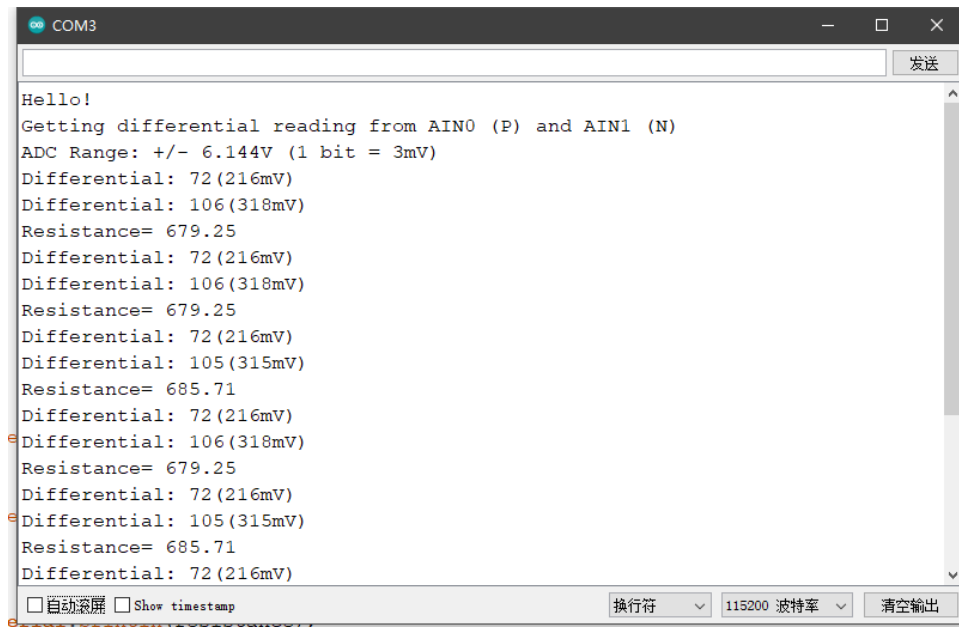 COM3
发送
Hello!
Getting differential reading from AIN0 (P) and AIN1 (N)
ADC Range: +/- 6.144V (1 bit = 3mV)
Differential: 72(216mV)
Differential: 106(318mV)
Resistance= 679.25
Differential: 72(216mV)
Differential: 106(318mV)
Resistance= 679.25
Differential: 72(216mV)
Differential: 105(315mV)
Resistance= 685.71
Differential: 72(216mV)
Differential: 106(318mV)
Resistance= 679.25
Differential: 72(216mV)
Differential: 105(315mV)
Resistance= 685.71
Differential: 72(216mV)
自动滚屏 Show timestamp 换行符 115200 波特率 清空输出